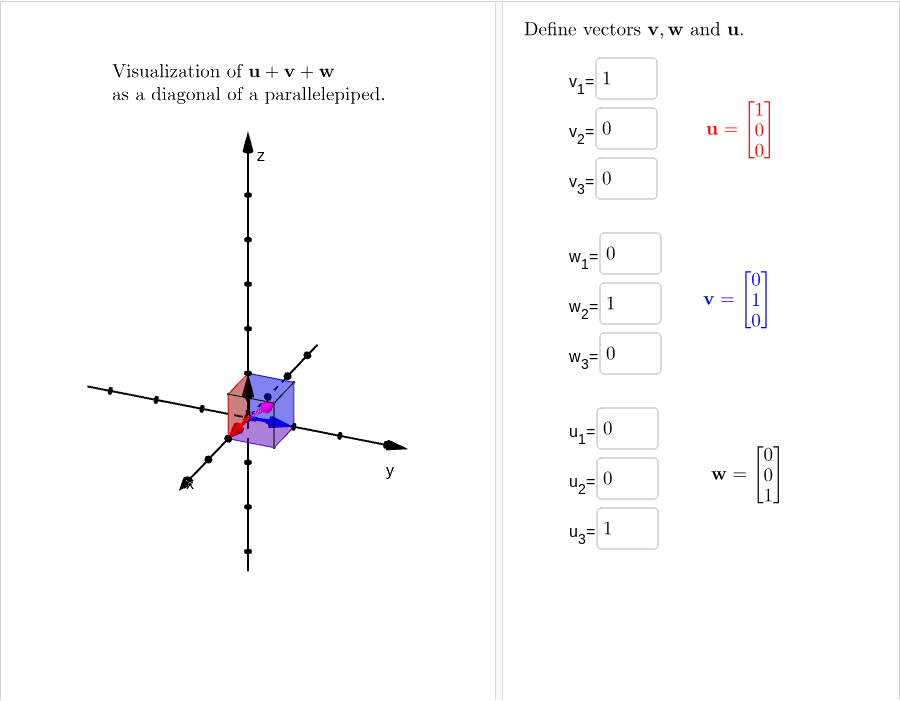 Visualization of u + v + w
as a diagonal of a parallelepiped.
z
y
x
Define vectors v, w and u.
v1= 1
v2= 0
v3= 0
u = [1 0 0]
w1= 0
w2= 1
w3= 0
v = [0 1 0]
u1= 0
u2= 0
u3= 1
w = [0 0 1]